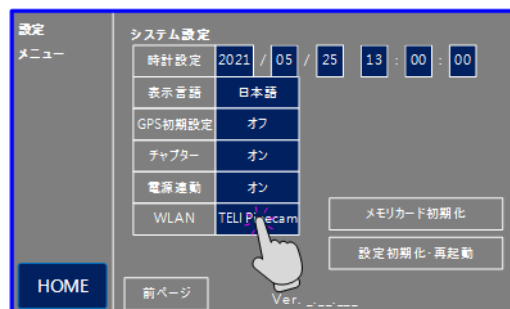 設定
メニュー
システム設定
時計設定 2021 / 05 / 25 13 : 00 : 00
表示言語 日本語
GPS初期設定 オフ
チャプター オン
電源連動 オン
WLAN TELI
メモリカード初期化
設定初期化・再起動
HOME
前ページ
Ver. _.__.___